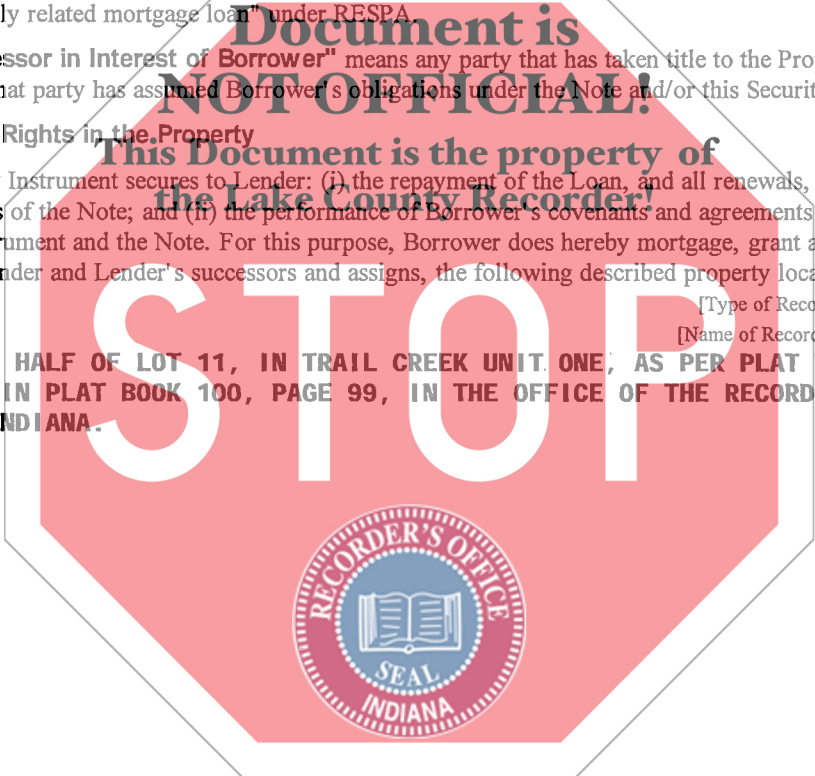 ly related mortgage loan" under RESPA.
Document is
ssor in Interest of Borrower" means any party that has taken title to the Pro
NOT OFFICIAL!
nat party has assumed Borrower's obligations under the Note and/or this Securit
Rights in the Property
This Document is the property of
Instrument secures to Lender: (i) the repayment of the Loan, and all renewals,
the Lake County Recorder!
s of the Note; and (ii) the performance of Borrower's covenants and agreements
rument and the Note. For this purpose, Borrower does hereby mortgage, grant a
nder and Lender's successors and assigns, the following described property loca
[Type of Reco
[Name of Record
STOP
HALF OF LOT 11, IN TRAIL CREEK UNIT ONE, AS PER PLAT
IN PLAT BOOK 100, PAGE 99, IN THE OFFICE OF THE RECORD
NDIANA.
RECORDER'S OFFICE
SEAL
INDIANA